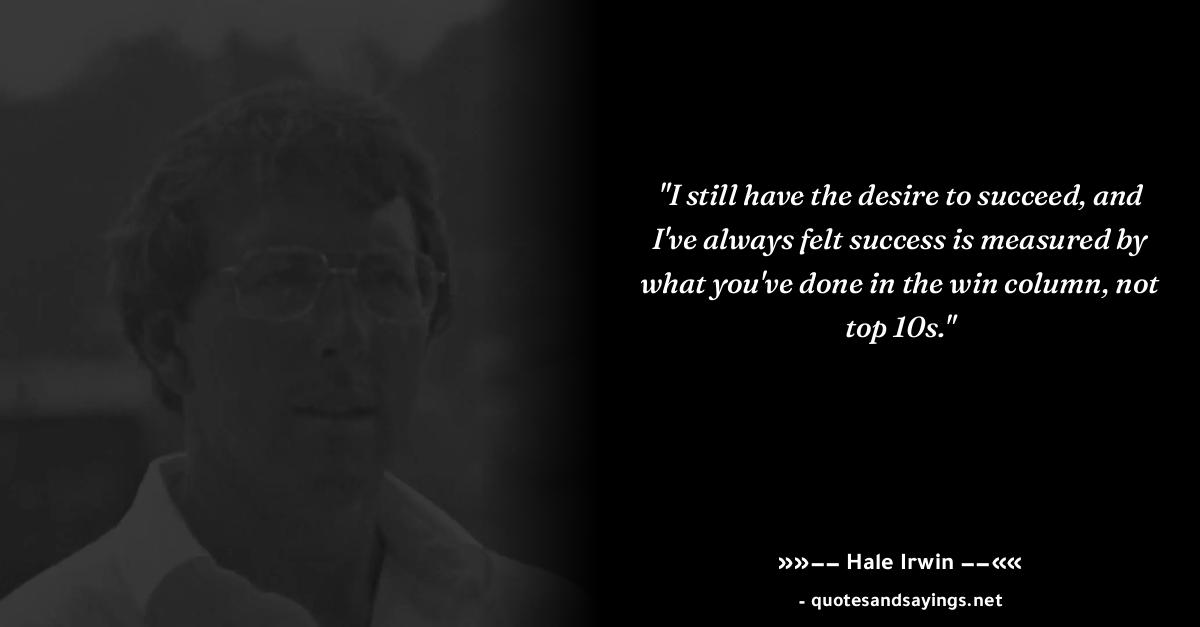 "I still have the desire to succeed, and
I've always felt success is measured by
what you've done in the win column, not
top 10s."
»»−− Hale Irwin −−««
- quotesandsayings.net